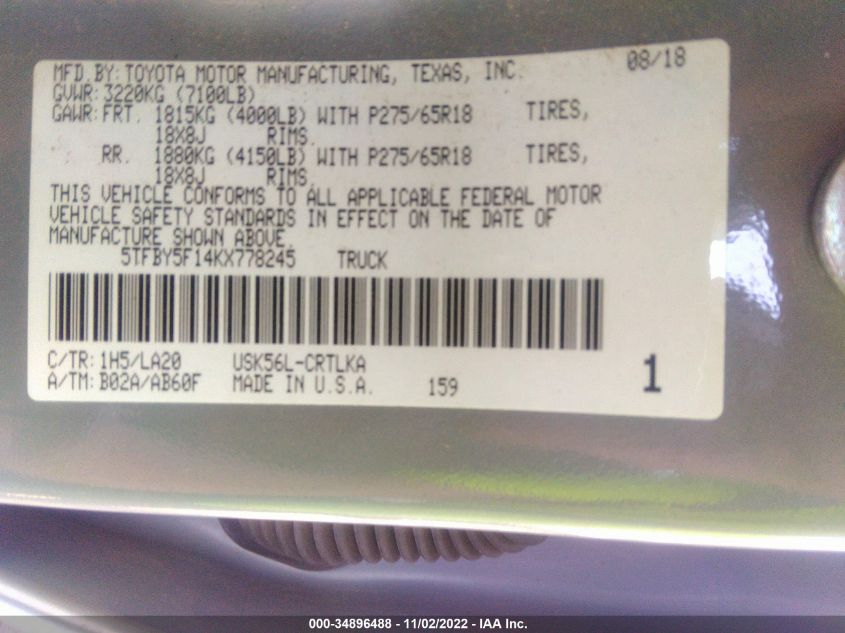 MFD.BY:TOYOTA MOTOR MANUFACTURING, TEXAS, INC. 08/18
GVWR:3220KG (7100LB)
GAWR:FRT. 1815KG (4000LB) WITH P275/65R18 TIRES,
18X8J RIMS.
RR. 1880KG (4150LB) WITH P275/65R18 TIRES,
18X8J RIMS.
THIS VEHICLE CONFORMS TO ALL APPLICABLE FEDERAL MOTOR
VEHICLE SAFETY STANDARDS IN EFFECT ON THE DATE OF
MANUFACTURE SHOWN ABOVE.
5TFBY5F14KX778245 TRUCK
C/TR:1H5/LA20 USK56L-CRTLKA
A/TM:B02A/AB60F MADE IN U.S.A. 159 1
000-34896488 - 11/02/2022 - IAA Inc.